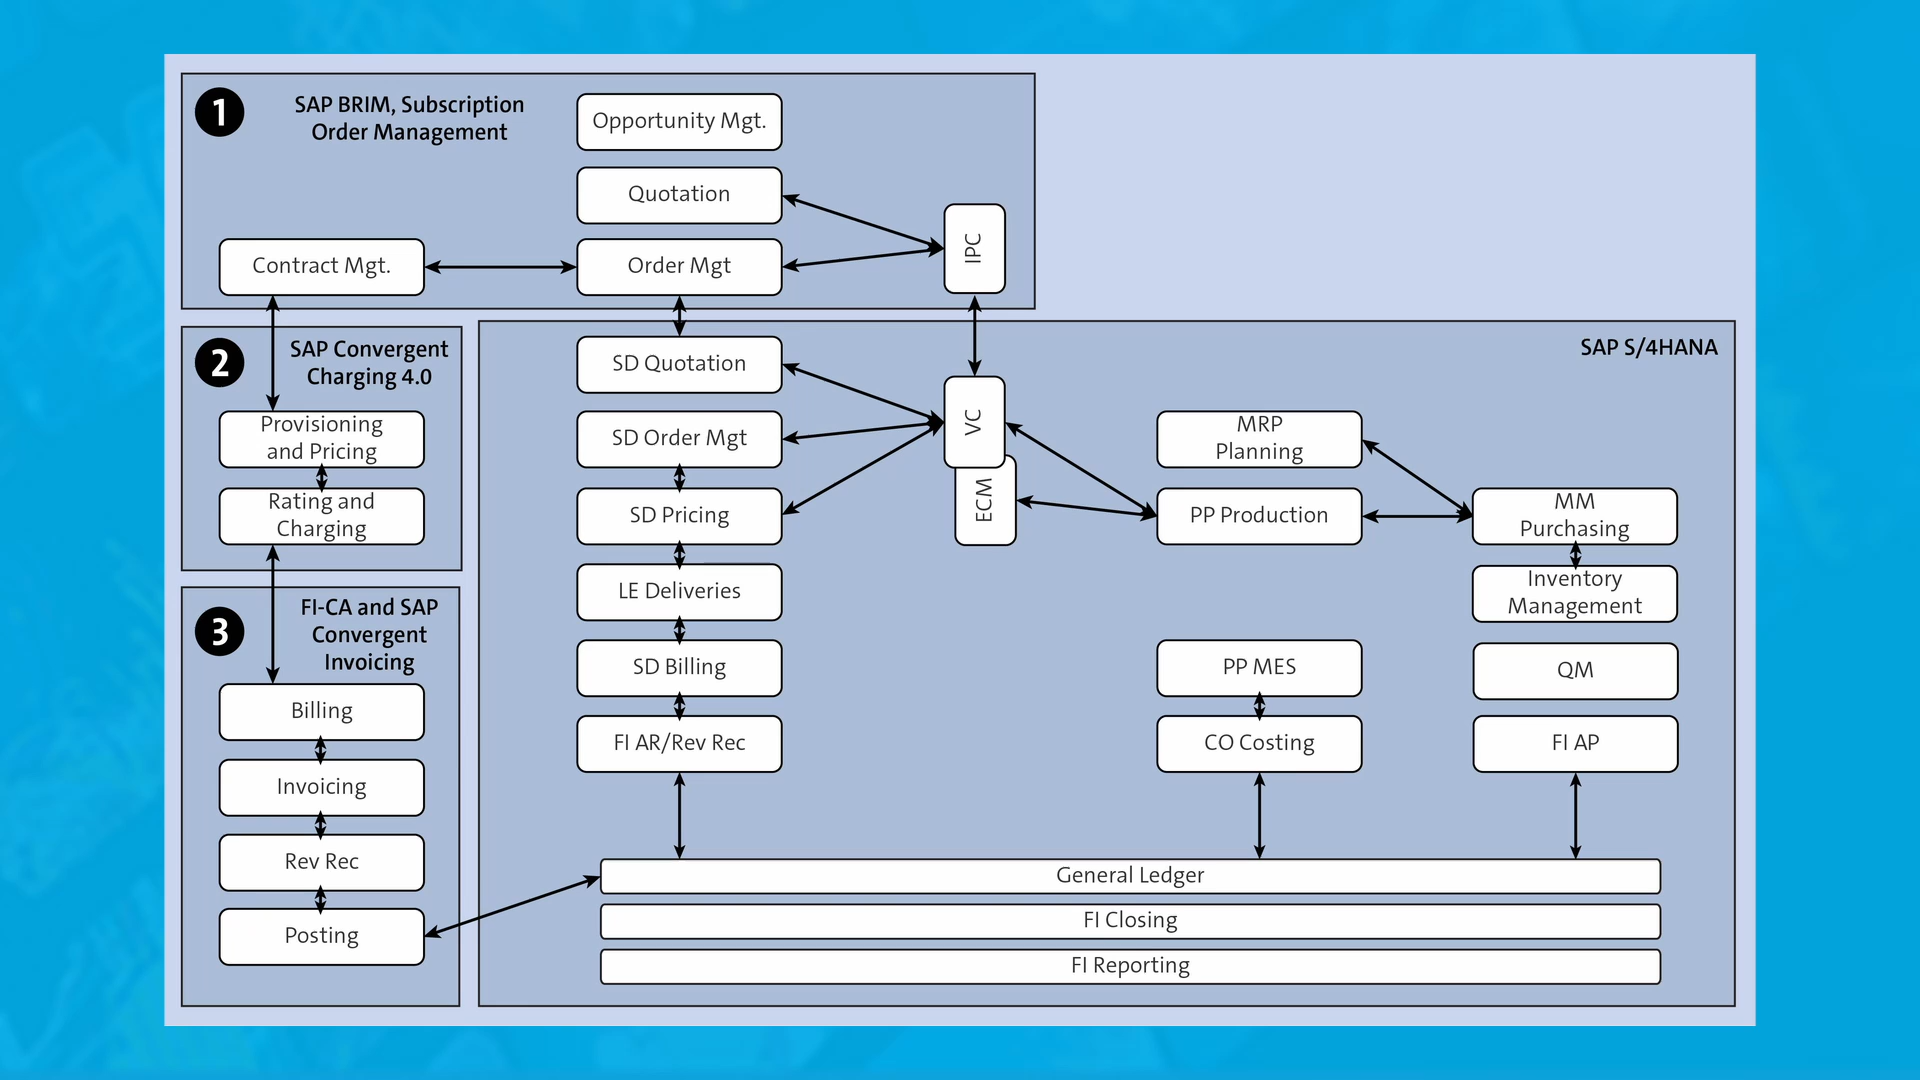 1
SAP BRIM, Subscription
Order Management
Opportunity Mgt.
Quotation
IPC
Contract Mgt.
Order Mgt
2
SAP Convergent
Charging 4.0
Provisioning
and Pricing
Rating and
Charging
3
FI-CA and SAP
Convergent
Invoicing
Billing
Invoicing
Rev Rec
Posting
SAP S/4HANA
SD Quotation
SD Order Mgt
SD Pricing
LE Deliveries
SD Billing
FI AR/Rev Rec
VC
ECM
MRP
Planning
PP Production
PP MES
CO Costing
MM
Purchasing
Inventory
Management
QM
FI AP
General Ledger
FI Closing
FI Reporting